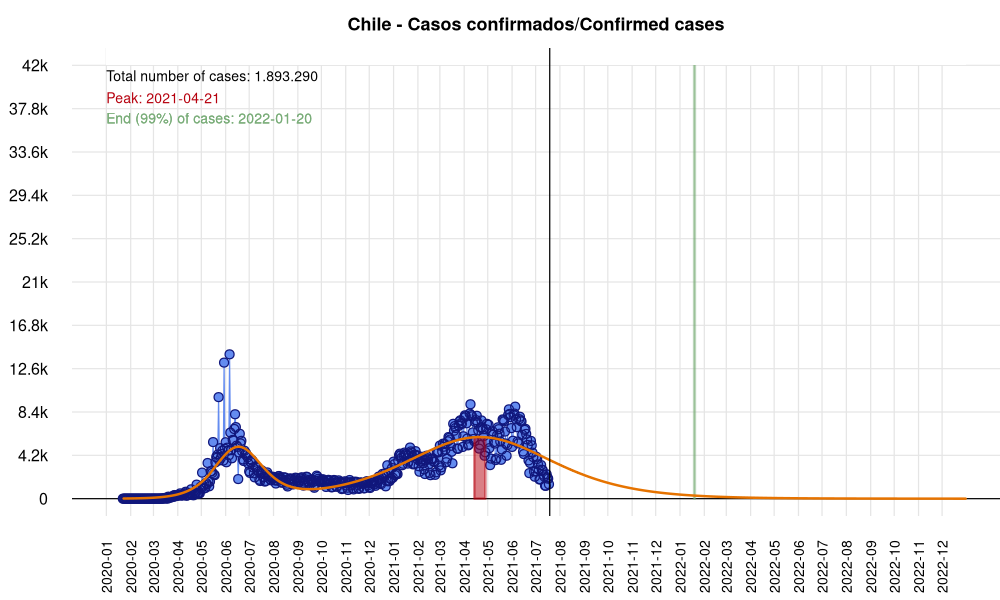 Chile - Casos confirmados/Confirmed cases
Total number of cases: 1.893.290
Peak: 2021-04-21
End (99%) of cases: 2022-01-20
42k
37.8k
33.6k
29.4k
25.2k
21k
16.8k
12.6k
8.4k
4.2k
0
2020-01
2020-02
2020-03
2020-04
2020-05
2020-06
2020-07
2020-08
2020-09
2020-10
2020-11
2020-12
2021-01
2021-02
2021-03
2021-04
2021-05
2021-06
2021-07
2021-08
2021-09
2021-10
2021-11
2021-12
2022-01
2022-02
2022-03
2022-04
2022-05
2022-06
2022-07
2022-08
2022-09
2022-10
2022-11
2022-12